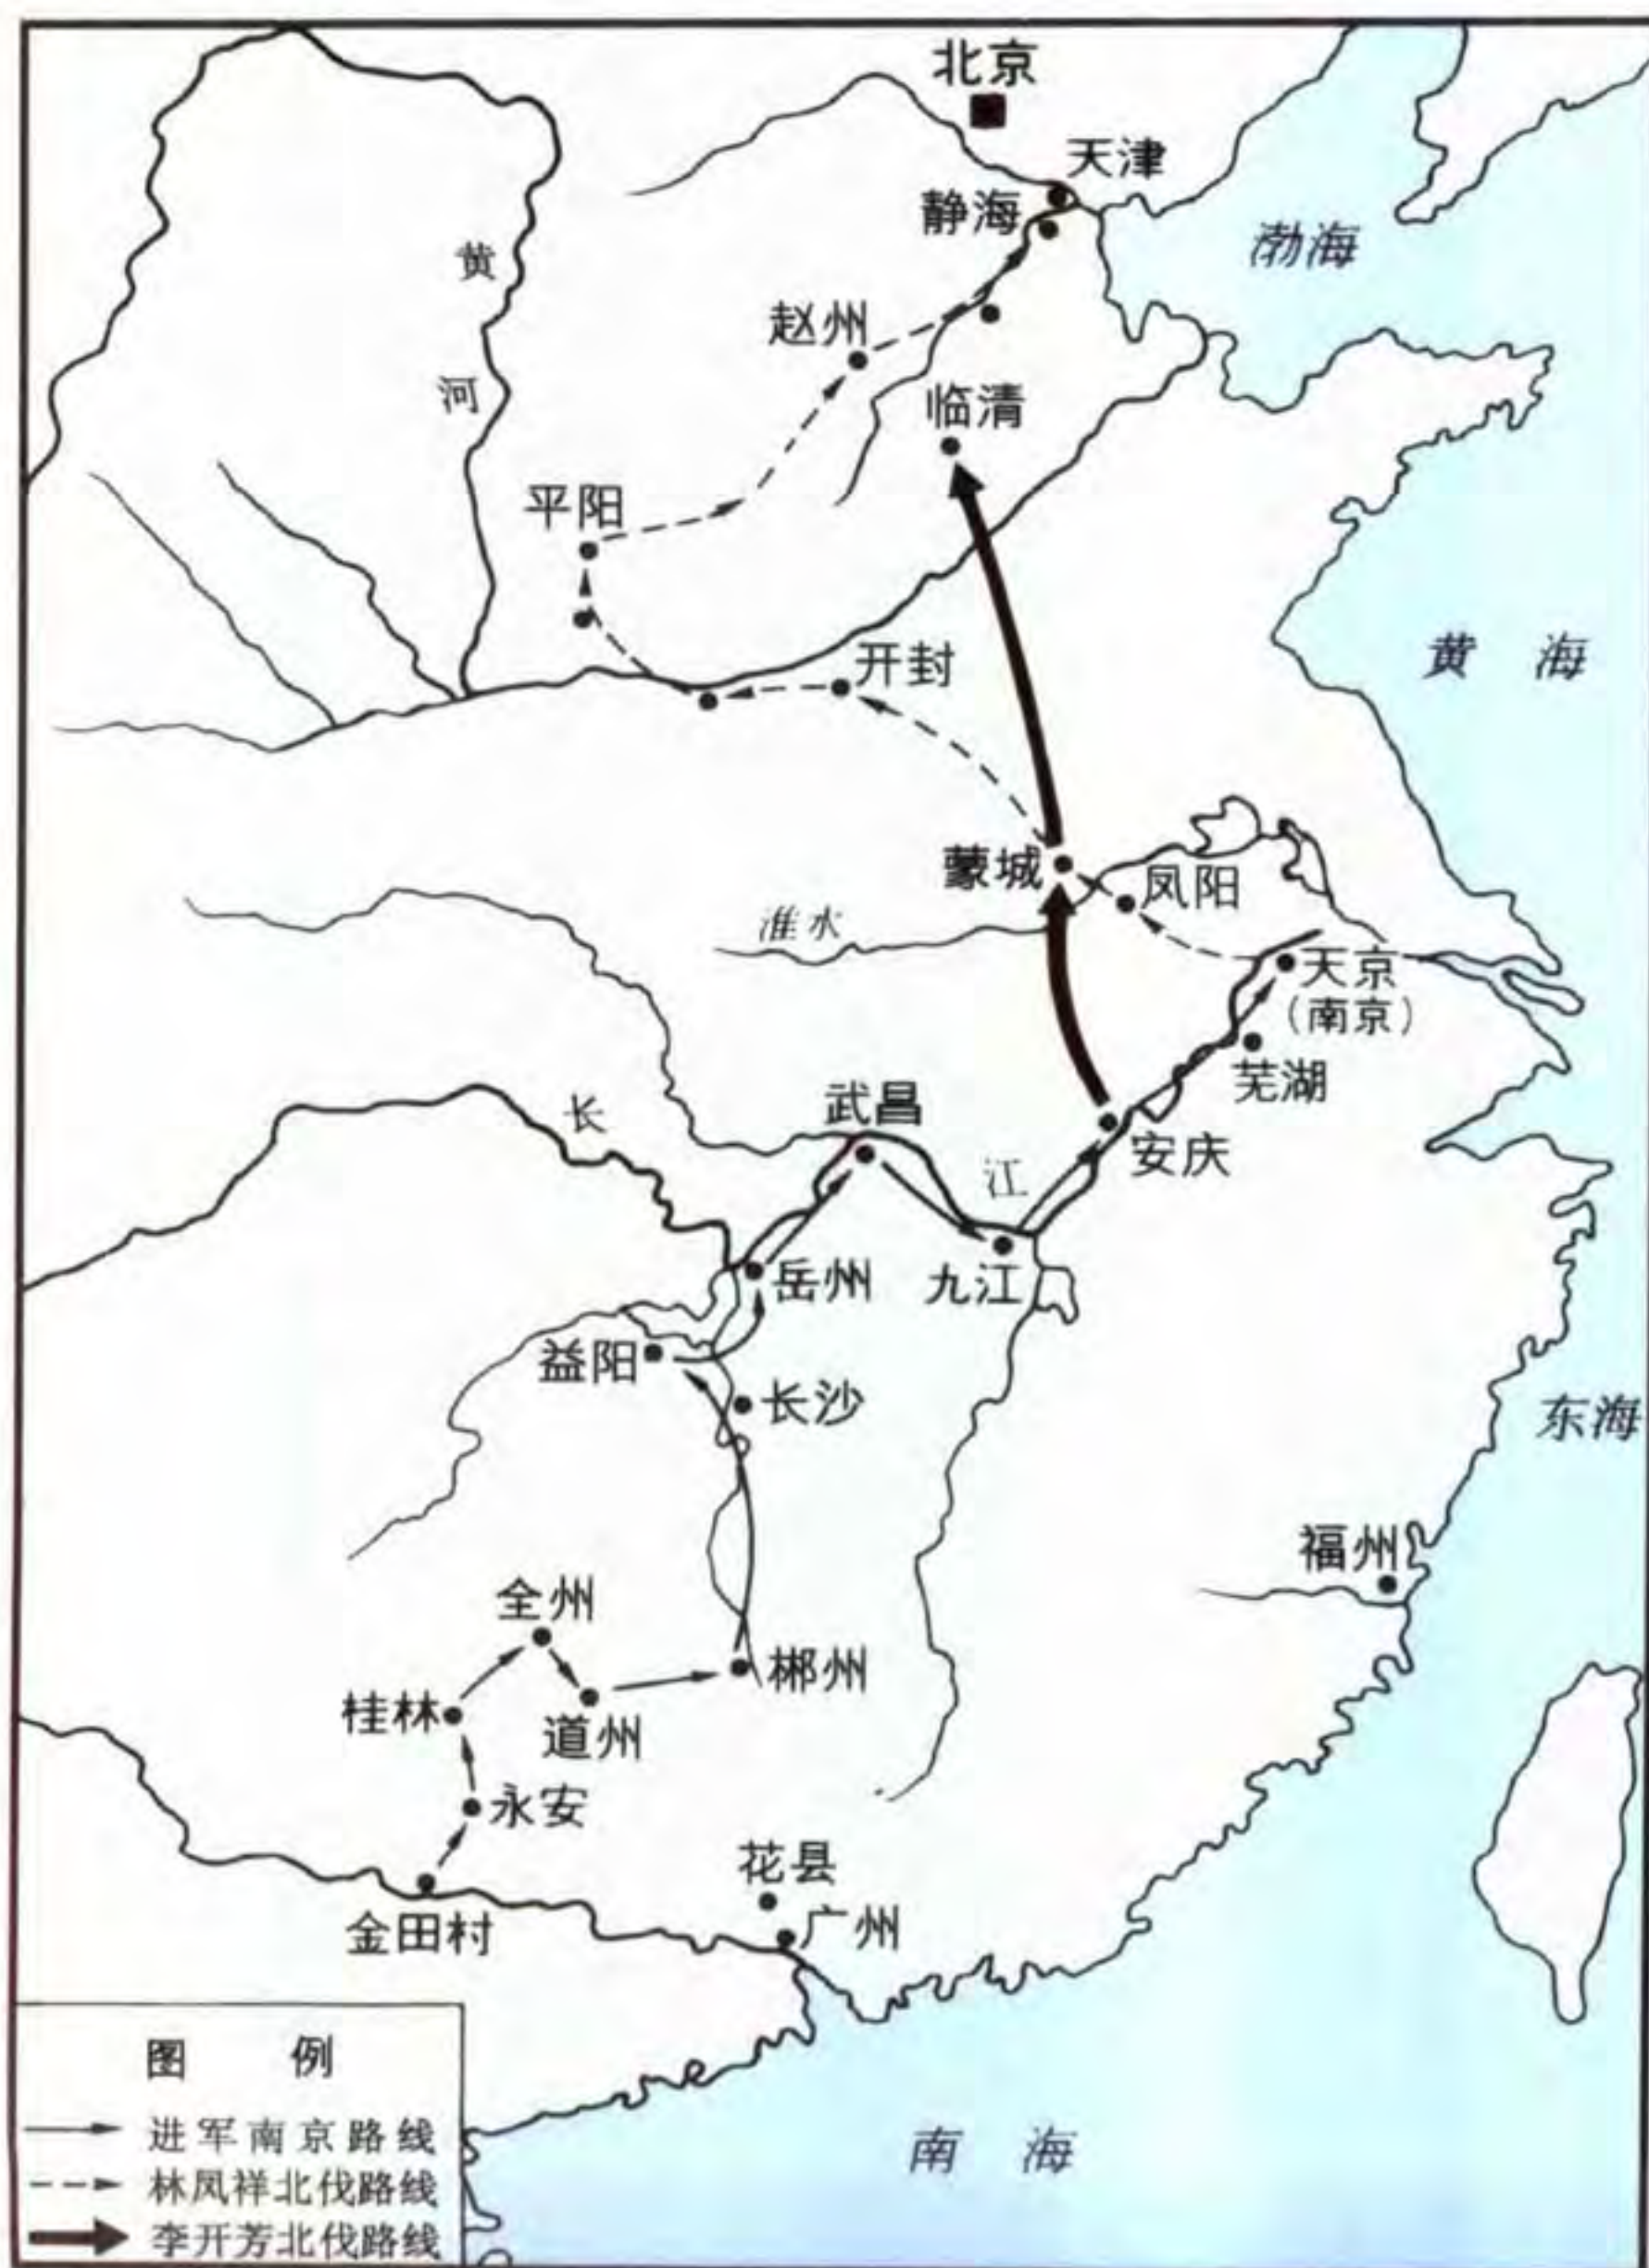 北京
天津
静海
渤海
黄
河
赵州
临清
平阳
开封
黄 海
蒙城
凤阳
淮水
天京
(南京)
芜湖
长
武昌
江
安庆
岳州
九江
益阳
长沙
东海
福州
全州
郴州
桂林
道州
永安
花县
广州
金田村
南 海
图 例
进军南京路线
林凤祥北伐路线
李开芳北伐路线